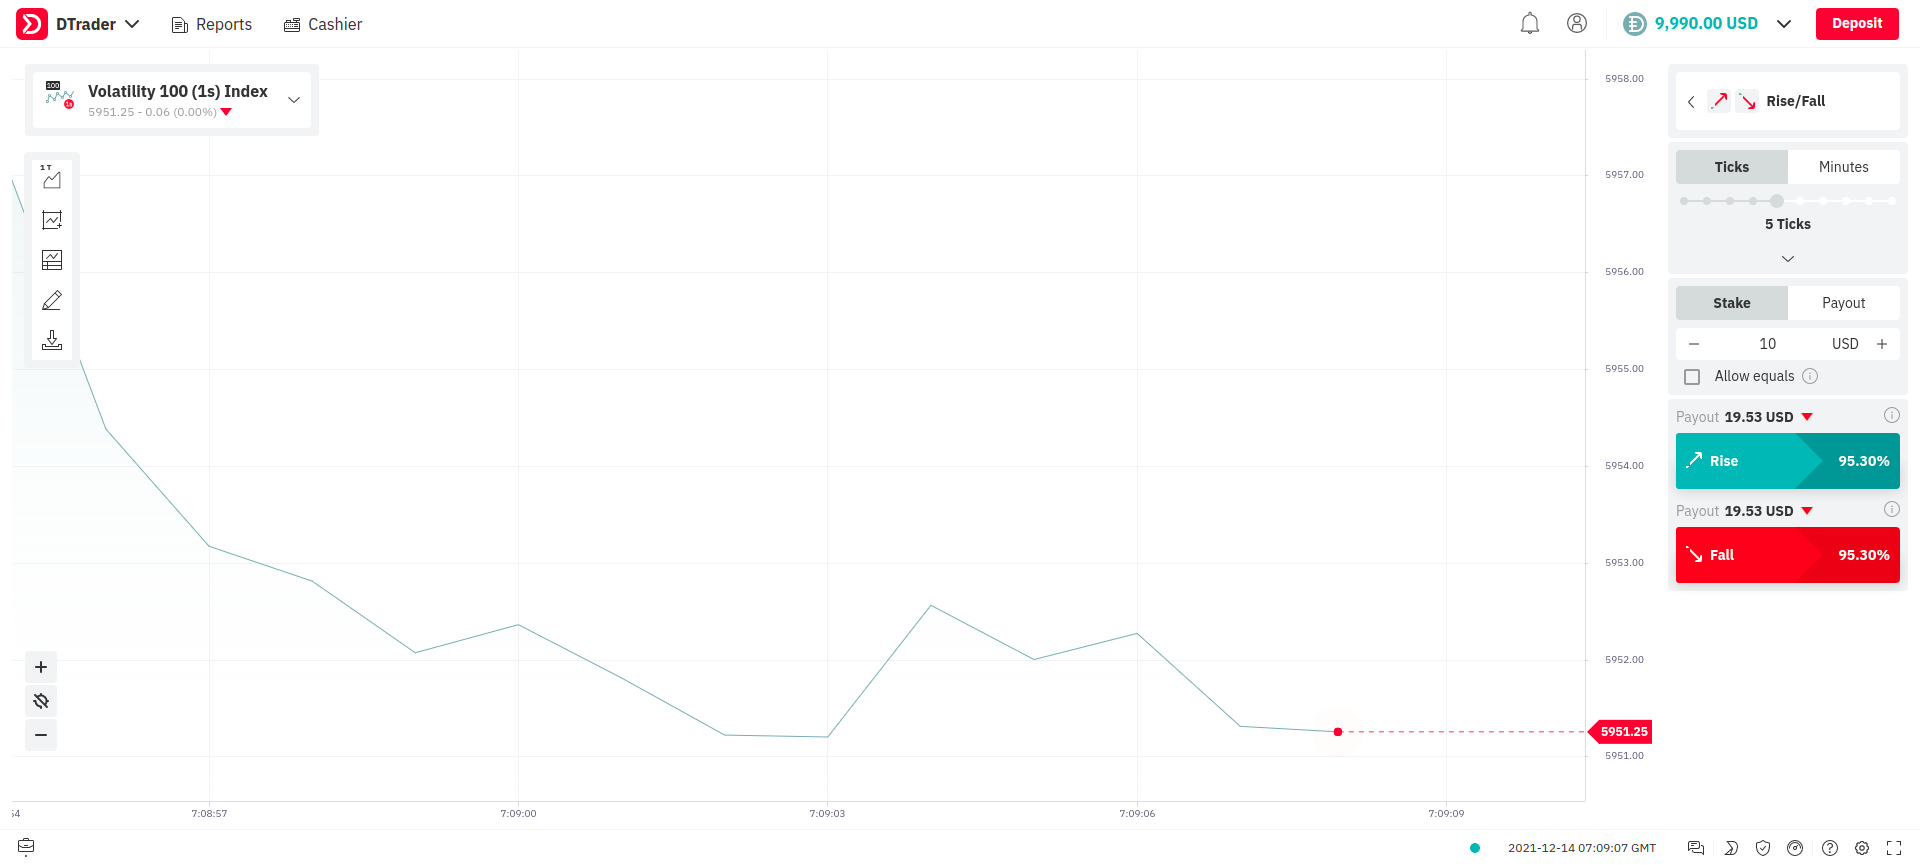 DTrader
Reports
Cashier
9,990.00 USD
Deposit
100
1s
Volatility 100 (1s) Index
5951.25 - 0.06 (0.00%)
1 T
5958.00
5957.00
5956.00
5955.00
5954.00
5953.00
5952.00
5951.25
5951.00
54
7:08:57
7:09:00
7:09:03
7:09:06
7:09:09
Rise/Fall
Ticks
Minutes
5 Ticks
Stake
Payout
− 10 USD +
Allow equals
Payout 19.53 USD
Rise 95.30%
Payout 19.53 USD
Fall 95.30%
2021-12-14 07:09:07 GMT